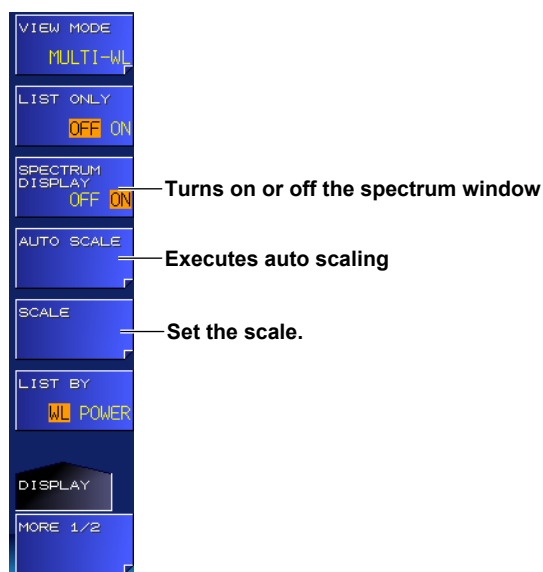 VIEW MODE
MULTI-WL
LIST ONLY
OFF ON
SPECTRUM
DISPLAY
OFF ON
Turns on or off the spectrum window
AUTO SCALE
Executes auto scaling
SCALE
Set the scale.
LIST BY
WL POWER
DISPLAY
MORE 1/2